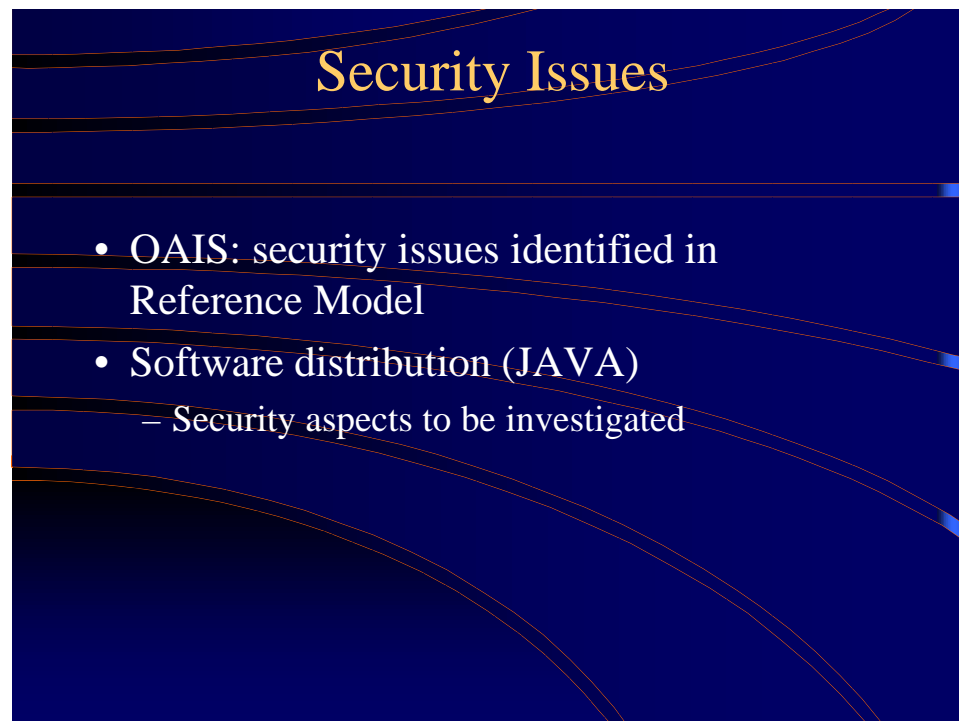 Security Issues
• OAIS: security issues identified in
Reference Model
• Software distribution (JAVA)
– Security aspects to be investigated